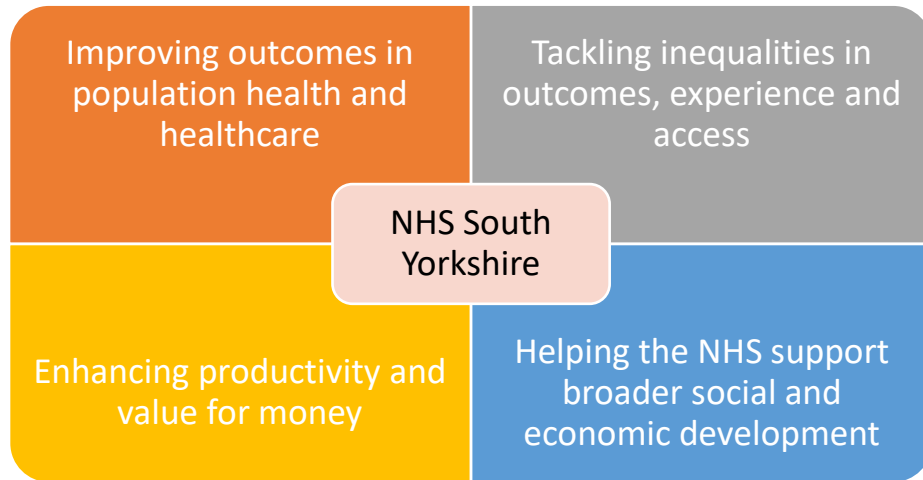 Improving outcomes in
population health and
healthcare
Tackling inequalities in
outcomes, experience and
access
NHS South
Yorkshire
Enhancing productivity and
value for money
Helping the NHS support
broader social and
economic development